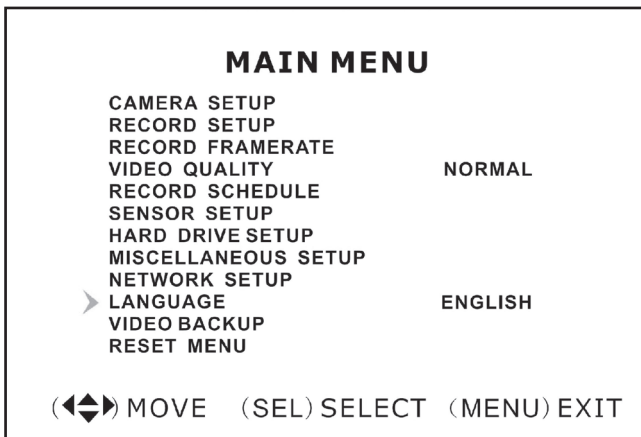 MAIN MENU
CAMERA SETUP
RECORD SETUP
RECORD FRAMERATE
VIDEO QUALITY NORMAL
RECORD SCHEDULE
SENSOR SETUP
HARD DRIVE SETUP
MISCELLANEOUS SETUP
NETWORK SETUP
LANGUAGE ENGLISH
VIDEO BACKUP
RESET MENU
(◀◆▶) MOVE (SEL) SELECT (MENU) EXIT